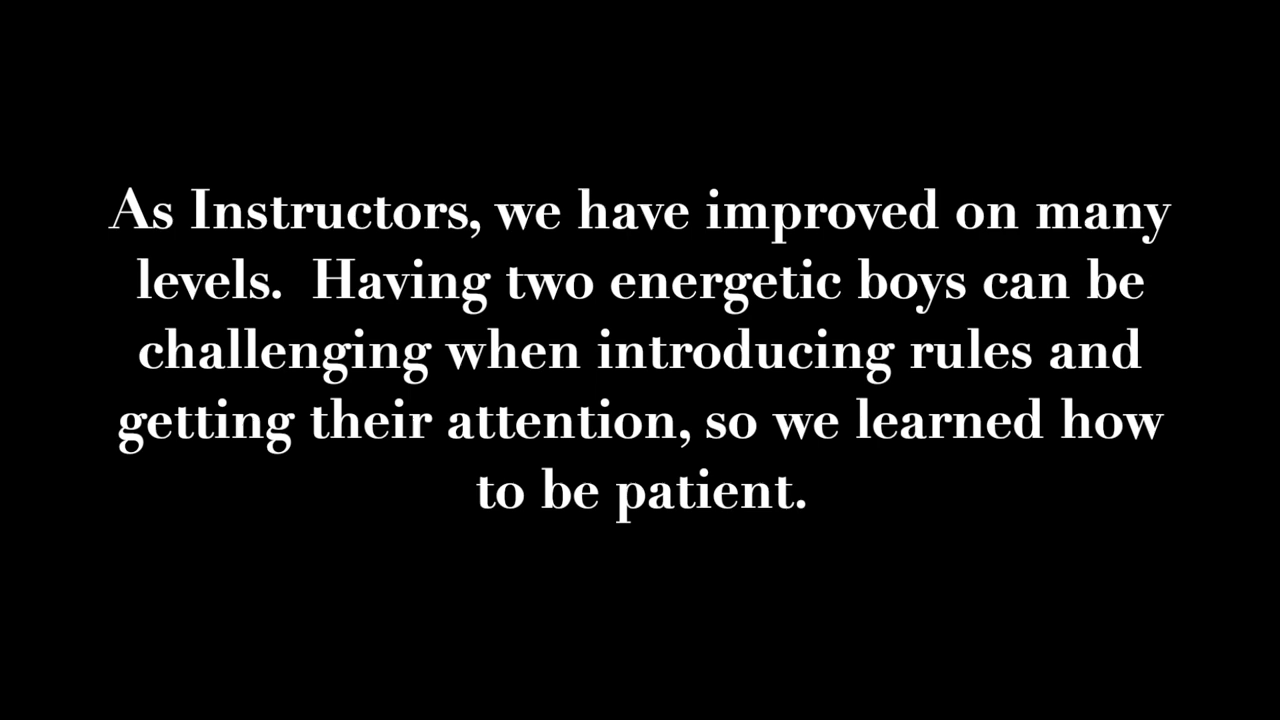 As Instructors, we have improved on many
levels.  Having two energetic boys can be
challenging when introducing rules and
getting their attention, so we learned how
to be patient.